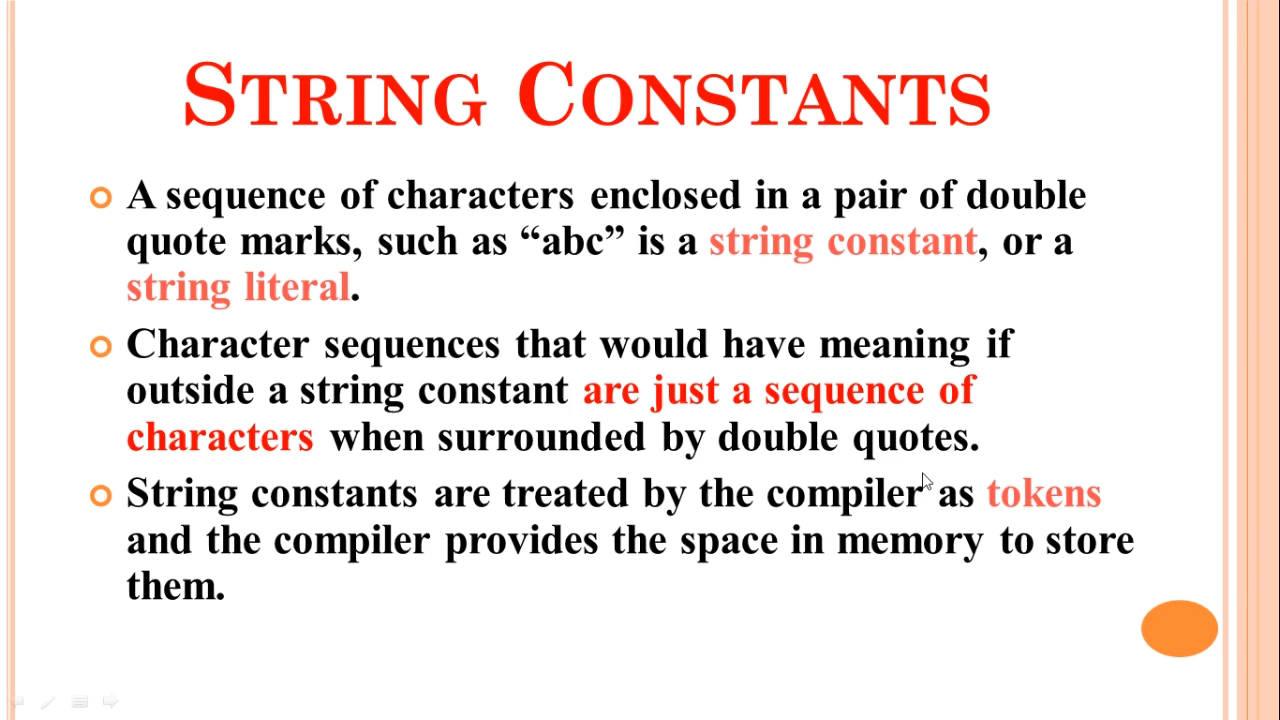 STRING CONSTANTS
A sequence of characters enclosed in a pair of double
quote marks, such as “abc” is a string constant, or a
string literal.
Character sequences that would have meaning if
outside a string constant are just a sequence of
characters when surrounded by double quotes.
String constants are treated by the compiler as tokens
and the compiler provides the space in memory to store
them.